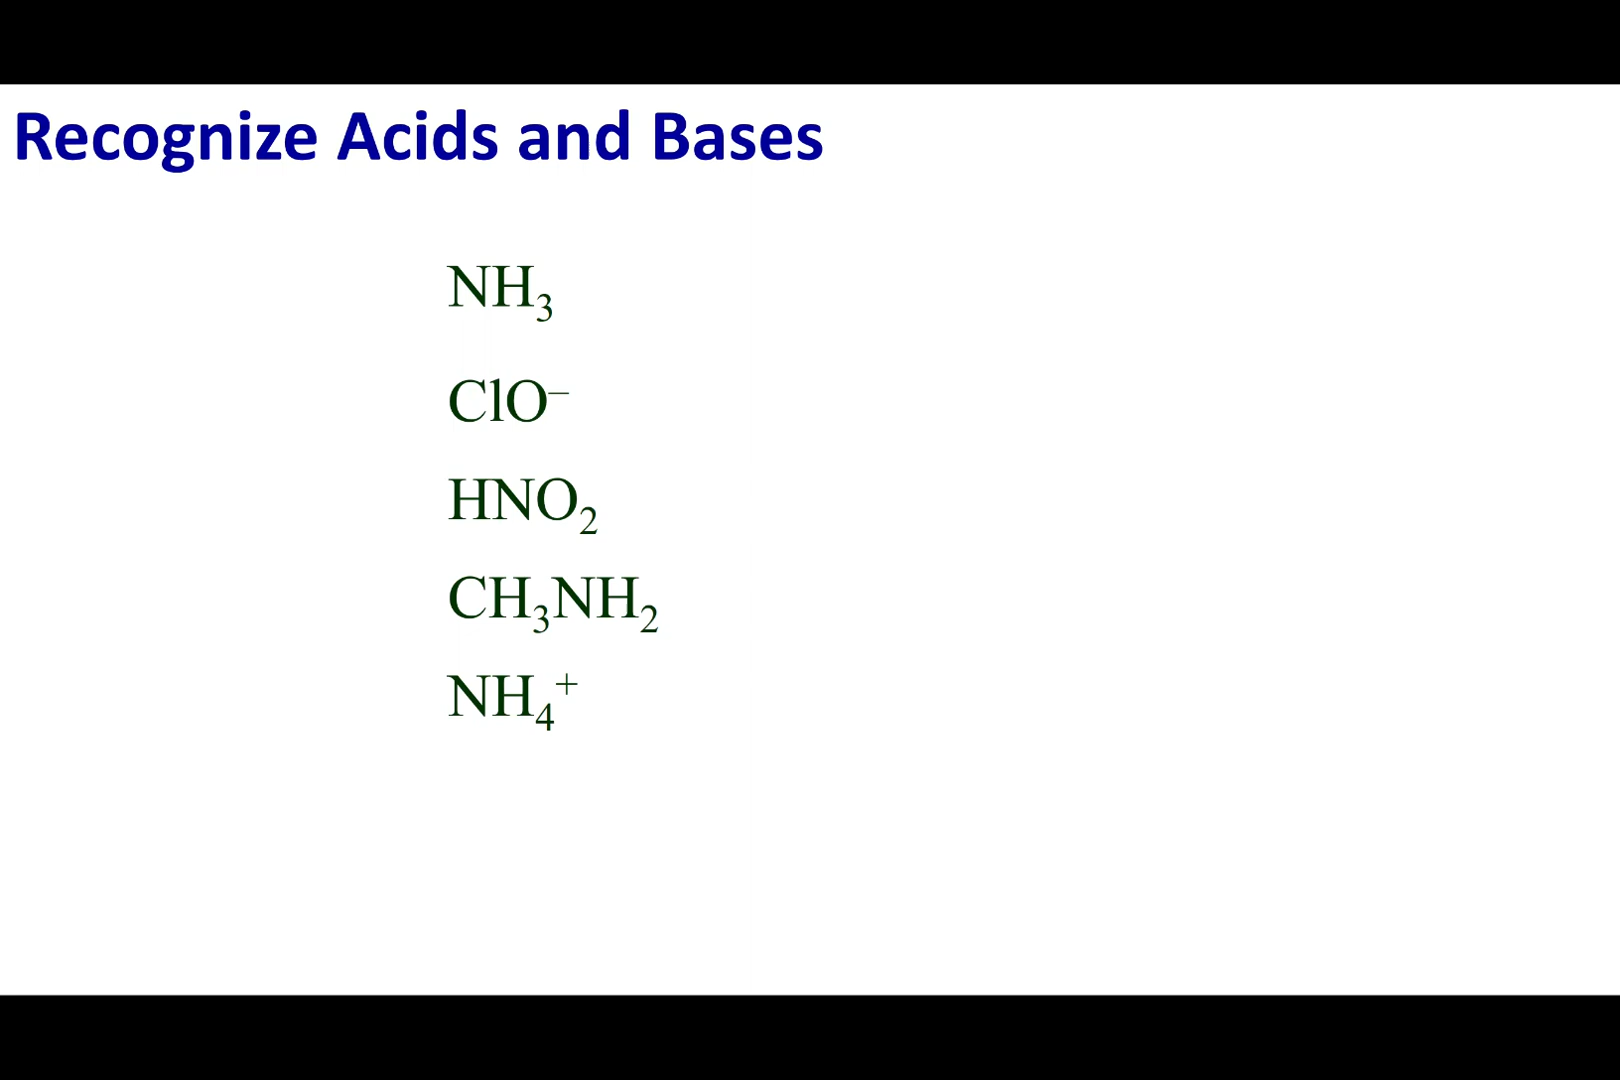 Recognize Acids and Bases
NH₃
ClO⁻
HNO₂
CH₃NH₂
NH₄⁺